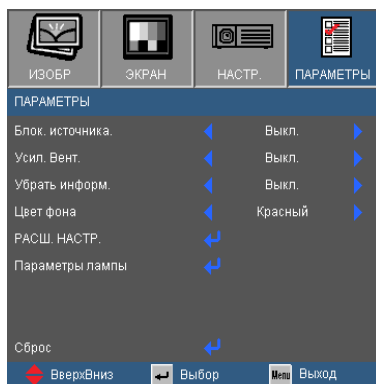 ИЗОБР ЭКРАН НАСТР. ПАРАМЕТРЫ
ПАРАМЕТРЫ
Блок. источника. Выкл.
Усил. Вент. Выкл.
Убрать информ. Выкл.
Цвет фона Красный
РАСШ. НАСТР.
Параметры лампы
Сброс
ВверхВниз Выбор Menu Выход